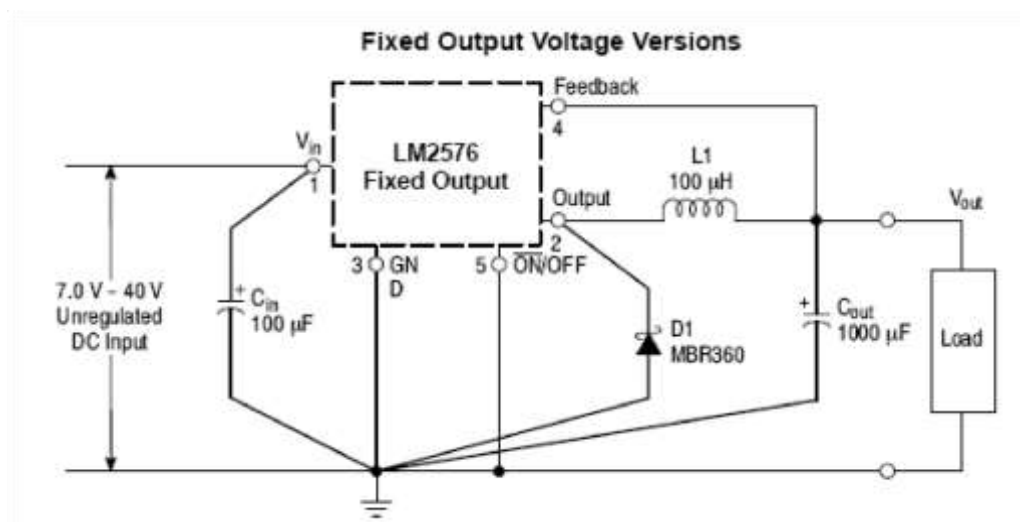 Fixed Output Voltage Versions
Feedback
4
Vin
1
LM2576
Fixed Output
L1
100 µH
Output
2
Vout
3
GN
D
5
ON/OFF
7.0 V – 40 V
Unregulated
DC Input
+
Cin
100 µF
D1
MBR360
+
Cout
1000 µF
Load